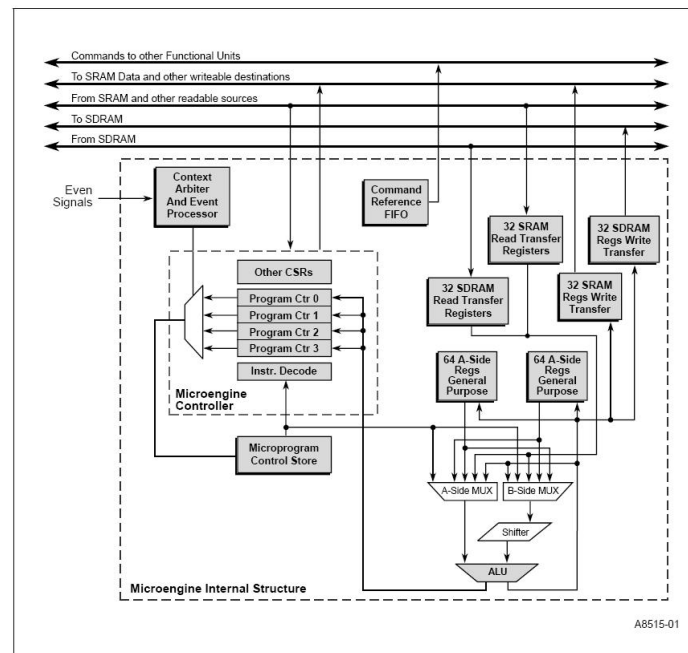 Commands to other Functional Units
To SRAM Data and other writeable destinations
From SRAM and other readable sources
To SDRAM
From SDRAM
Even
Signals
Context
Arbiter
And Event
Processor
Command
Reference
FIFO
32 SRAM
Read Transfer
Registers
32 SDRAM
Regs Write
Transfer
Other CSRs
32 SDRAM
Read Transfer
Registers
32 SRAM
Regs Write
Transfer
Program Ctr 0
Program Ctr 1
Program Ctr 2
Program Ctr 3
Instr. Decode
Microengine
Controller
64 A-Side
Regs
General
Purpose
64 A-Side
Regs
General
Purpose
Microprogram
Control Store
A-Side MUX
B-Side MUX
Shifter
ALU
Microengine Internal Structure
A8515-01